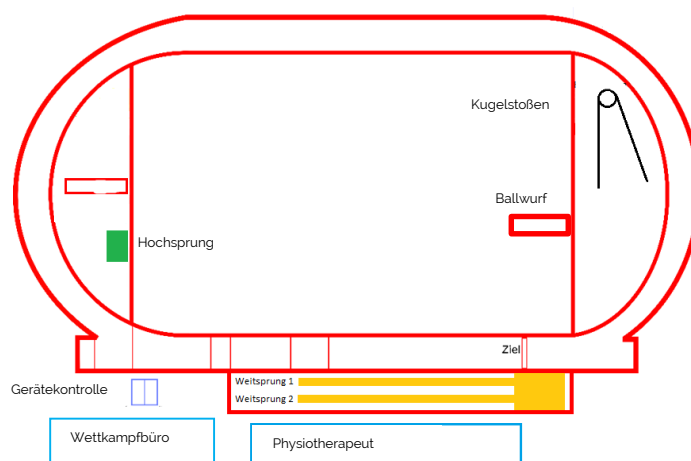 Kugelstoßen
Ballwurf
Hochsprung
Ziel
Weitsprung 1
Gerätekontrolle
Weitsprung 2
Wettkampfbüro
Physiotherapeut